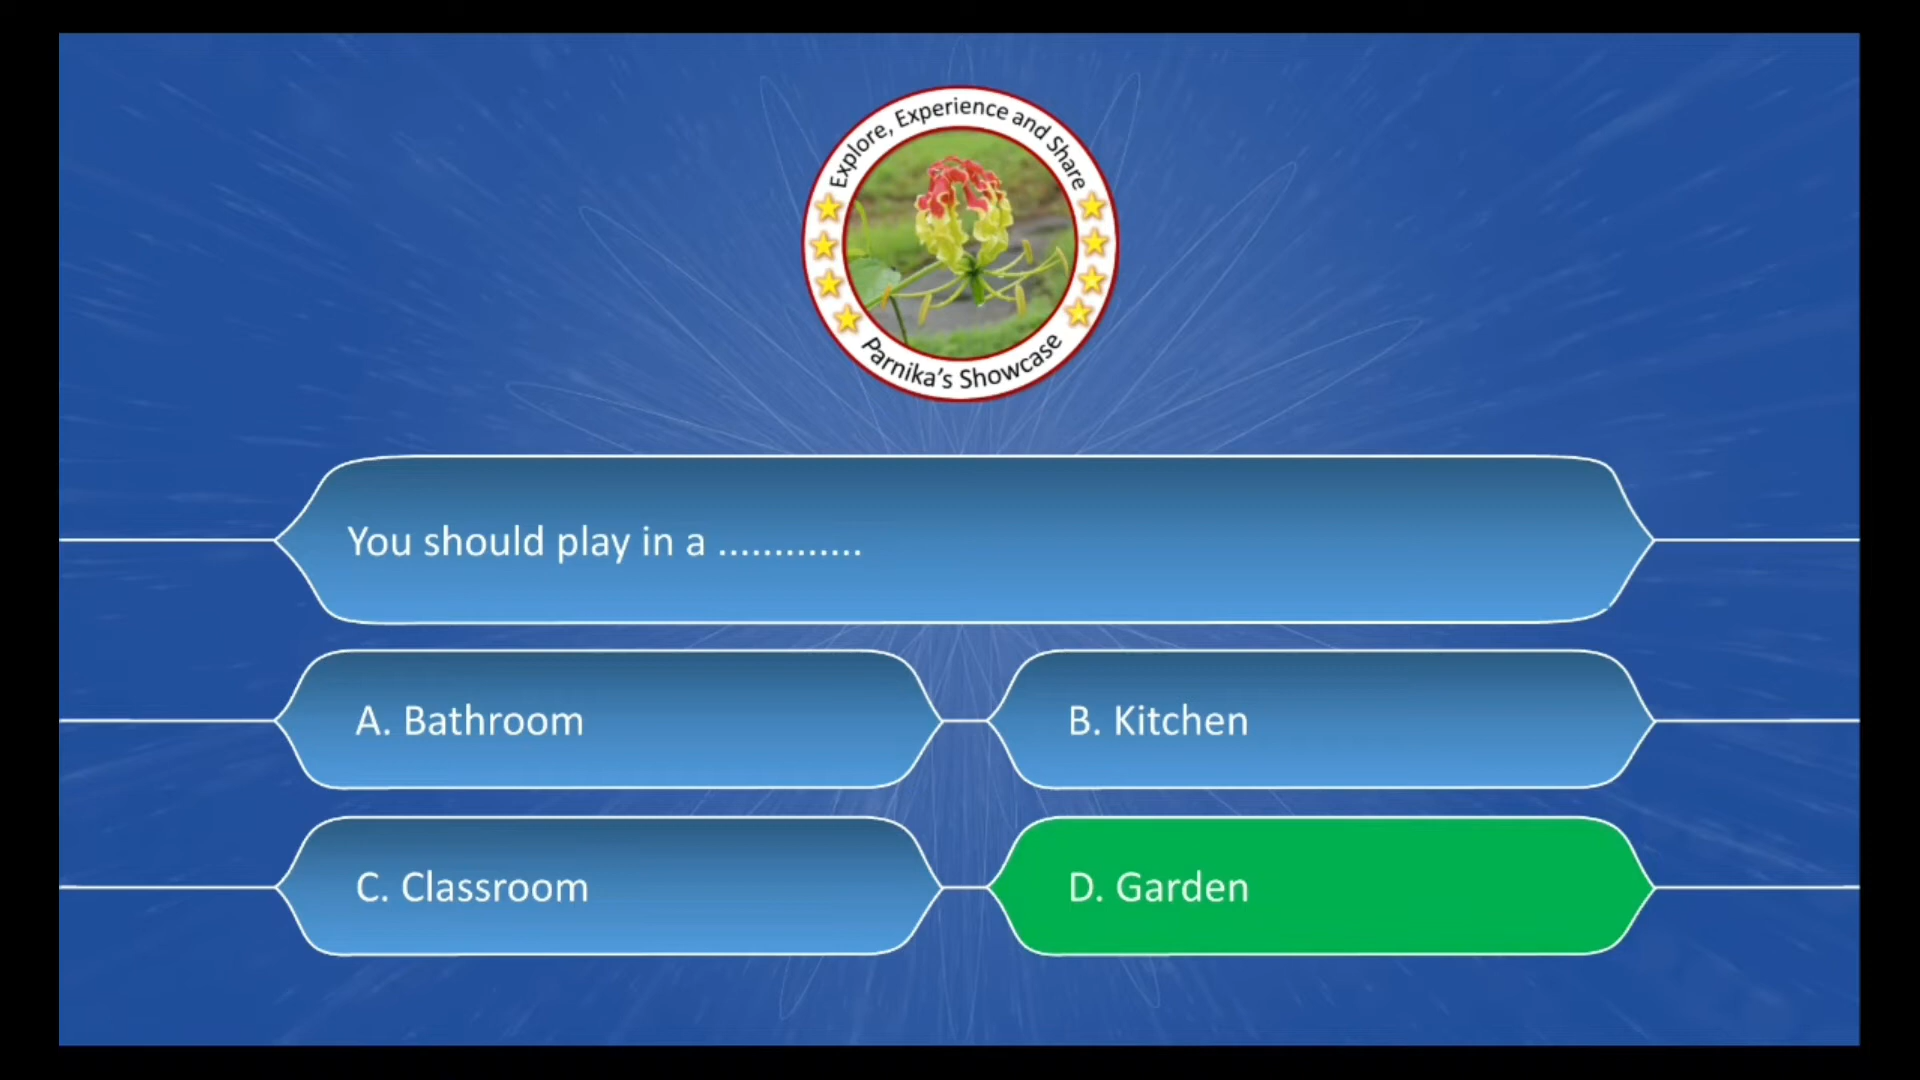 Explore, Experience and Share
Parnika's Showcase
You should play in a .............
A. Bathroom
B. Kitchen
C. Classroom
D. Garden